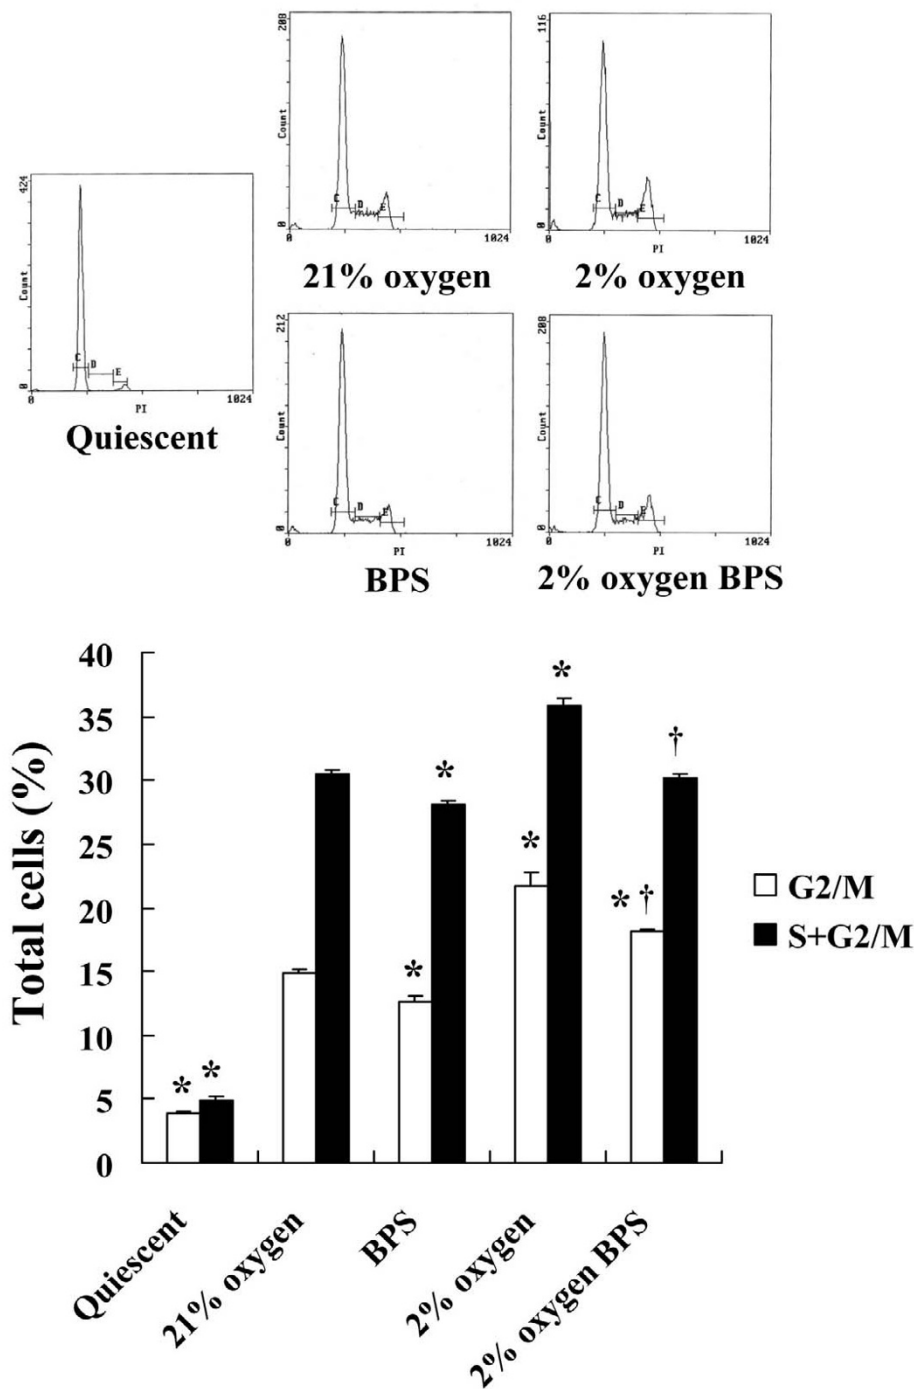 208
Count
0
C D E
0 1024
21% oxygen
116
Count
0
C D E
0 PI 1024
2% oxygen
424
Count
0
C D E
0 PI 1024
Quiescent
212
Count
0
C D E
0 PI 1024
BPS
208
Count
0
C D E
0 PI 1024
2% oxygen BPS
Total cells (%)
40
35
30
25
20
15
10
5
0
* *
* *
* *
* † †
G2/M
S+G2/M
Quiescent
21% oxygen
BPS
2% oxygen
2% oxygen BPS